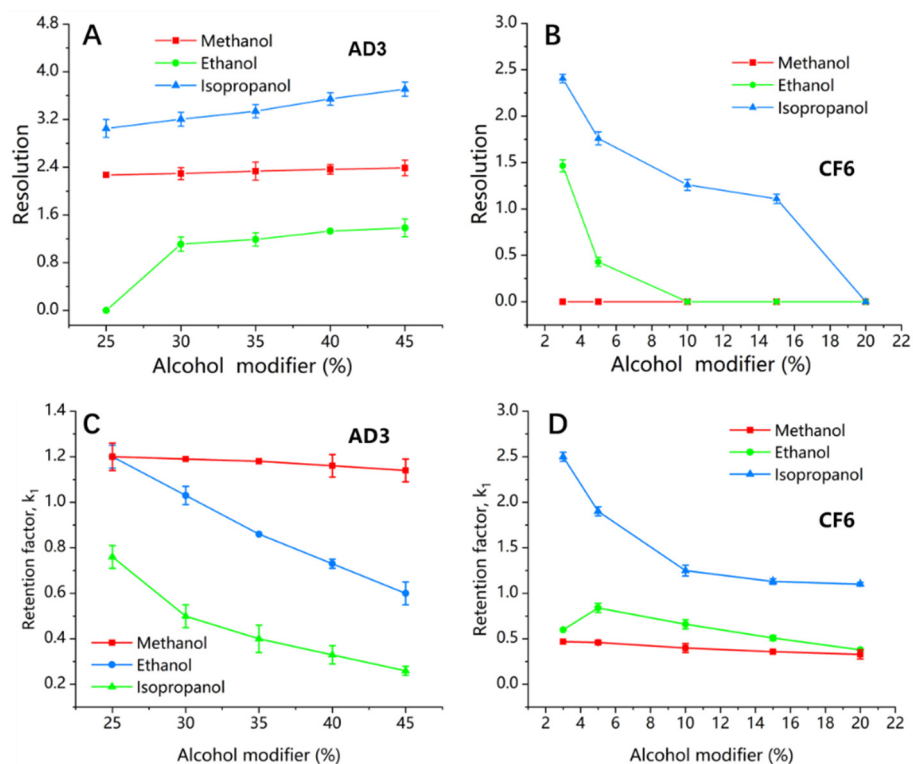 A
AD3
Methanol
Ethanol
Isopropanol
Resolution
4.8
4.0
3.2
2.4
1.6
0.8
0.0
25 30 35 40 45
Alcohol modifier (%)
B
CF6
Methanol
Ethanol
Isopropanol
Resolution
3.0
2.5
2.0
1.5
1.0
0.5
0.0
2 4 6 8 10 12 14 16 18 20 22
Alcohol modifier (%)
C
AD3
Retention factor, k₁
1.4
1.2
1.0
0.8
0.6
0.4
0.2
Methanol
Ethanol
Isopropanol
25 30 35 40 45
Alcohol modifier (%)
D
CF6
Methanol
Ethanol
Isopropanol
Retention factor, k₁
3.0
2.5
2.0
1.5
1.0
0.5
0.0
2 4 6 8 10 12 14 16 18 20 22
Alcohol modifier (%)